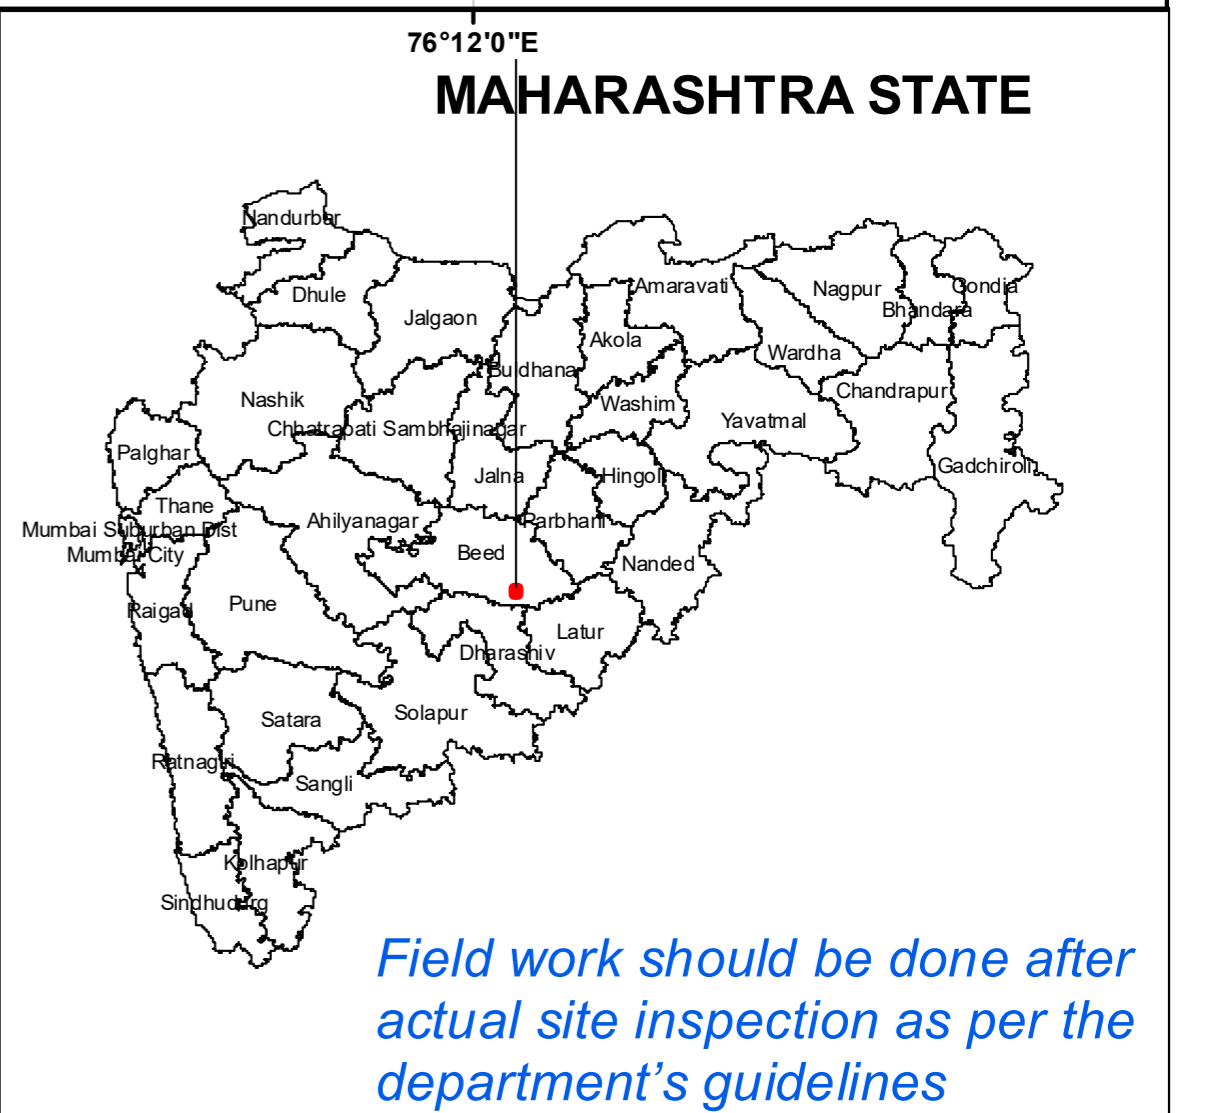 76°12'0"E
MAHARASHTRA STATE
Nandurbar
Dhule
Jalgaon
Amaravati
Nagpur
Gondia
Bhandara
Akola
Wardha
Buldhana
Chandrapur
Nashik
Washim
Yavatmal
Chhatrapati Sambhajinagar
Palghar
Jalna
Hingoli
Gadchiroli
Thane
Ahilyanagar
Parbhani
Mumbai Suburban Dist
Mumbai City
Beed
Nanded
Raigad
Pune
Latur
Dharashiv
Satara
Solapur
Ratnagiri
Sangli
Kolhapur
Sindhudurg
Field work should be done after
actual site inspection as per the
department’s guidelines